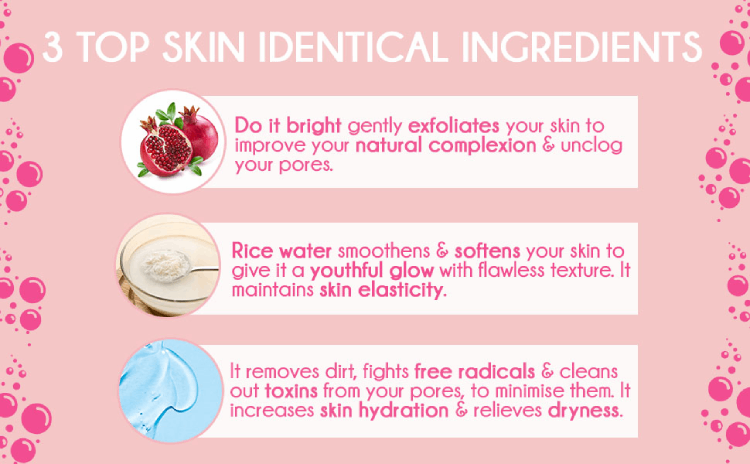 3 TOP SKIN IDENTICAL INGREDIENTS
Do it bright gently exfoliates your skin to
improve your natural complexion & unclog
your pores.
Rice water smoothens & softens your skin to
give it a youthful glow with flawless texture. It
maintains skin elasticity.
It removes dirt, fights free radicals & cleans
out toxins from your pores, to minimise them. It
increases skin hydration & relieves dryness.